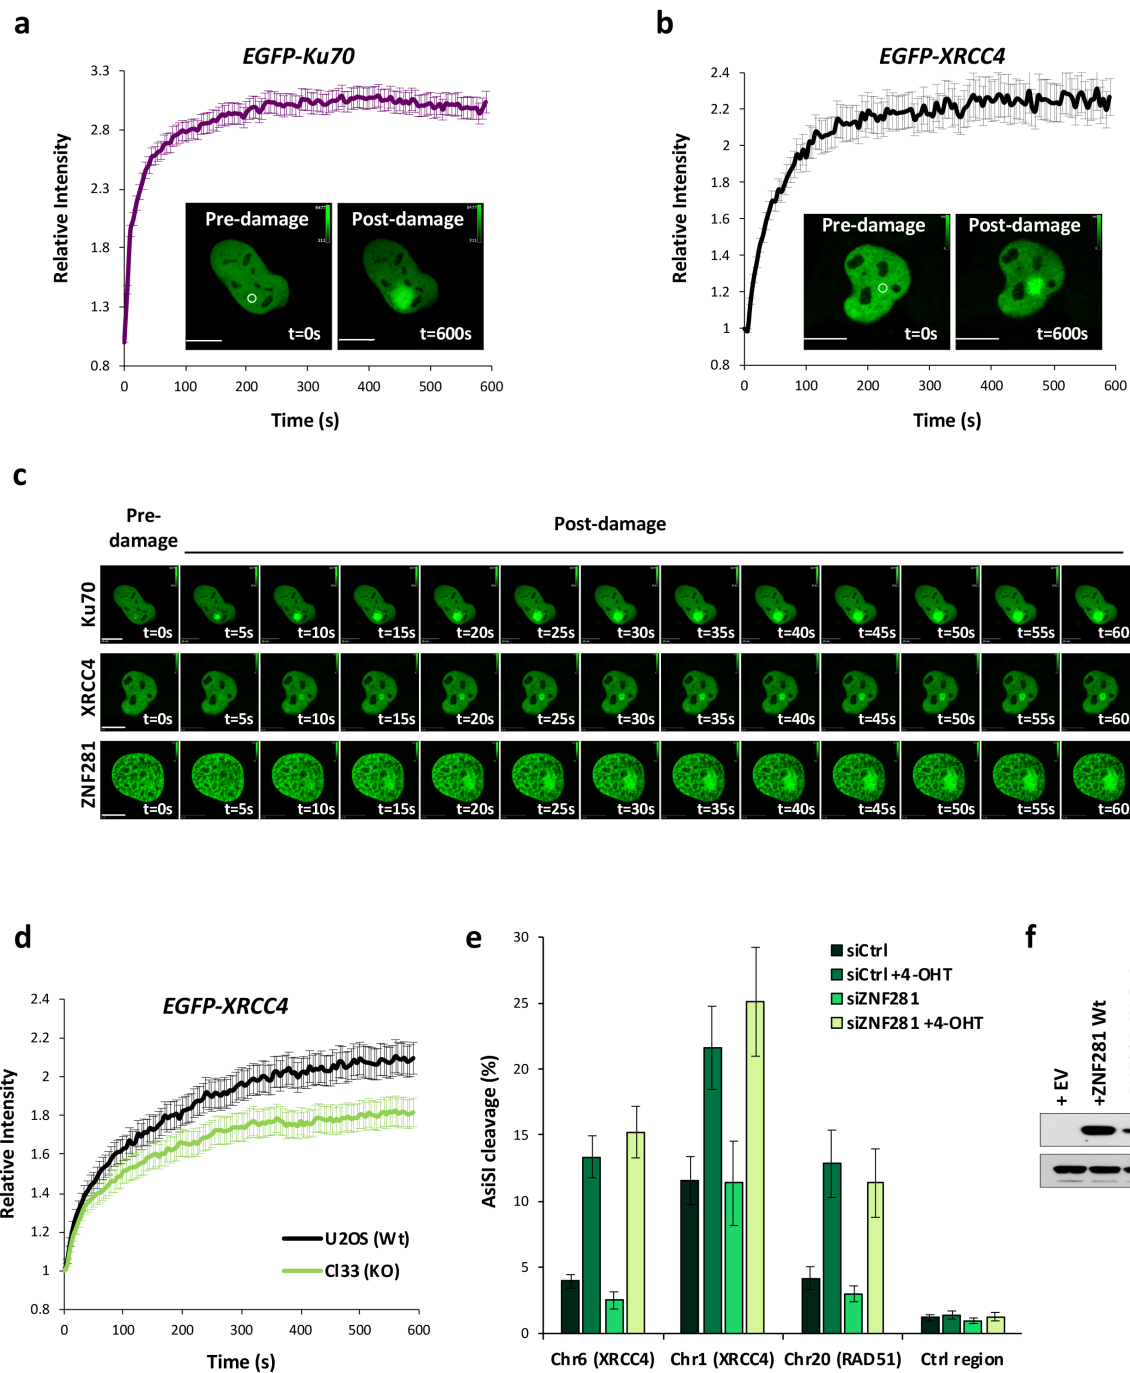 a
EGFP-Ku70
3.3
2.8
2.3
1.8
1.3
0.8
Relative Intensity
0 100 200 300 400 500 600
Time (s)
Pre-damage
t=0s
Post-damage
t=600s
b
EGFP-XRCC4
2.4
2.2
2
1.8
1.6
1.4
1.2
1
0.8
Relative Intensity
0 100 200 300 400 500 600
Time (s)
Pre-damage
t=0s
Post-damage
t=600s
c
Pre-
damage
Post-damage
Ku70
t=0s t=5s t=10s t=15s t=20s t=25s t=30s t=35s t=40s t=45s t=50s t=55s t=60
XRCC4
t=0s t=5s t=10s t=15s t=20s t=25s t=30s t=35s t=40s t=45s t=50s t=55s t=60
ZNF281
t=0s t=5s t=10s t=15s t=20s t=25s t=30s t=35s t=40s t=45s t=50s t=55s t=60
d
EGFP-XRCC4
2.4
2.2
2
1.8
1.6
1.4
1.2
1
0.8
Relative Intensity
0 100 200 300 400 500 600
Time (s)
U2OS (Wt)
Cl33 (KO)
e
30
25
20
15
10
5
0
AsiSI cleavage (%)
siCtrl
siCtrl +4-OHT
siZNF281
siZNF281 +4-OHT
Chr6 (XRCC4) Chr1 (XRCC4) Chr20 (RAD51) Ctrl region
f
+ EV
+ZNF281 Wt